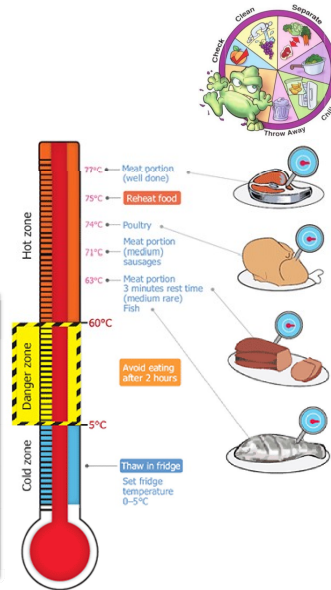 Clean
Separate
Check
Throw Away
77°C
Meat portion
(well done)
75°C
Reheat food
74°C
Poultry
71°C
Meat portion
(medium)
sausages
63°C
Meat portion
3 minutes rest time
(medium rare)
Fish
Hot zone
60°C
Danger zone
Avoid eating
after 2 hours
5°C
Cold zone
Thaw in fridge
Set fridge
temperature
0–5°C